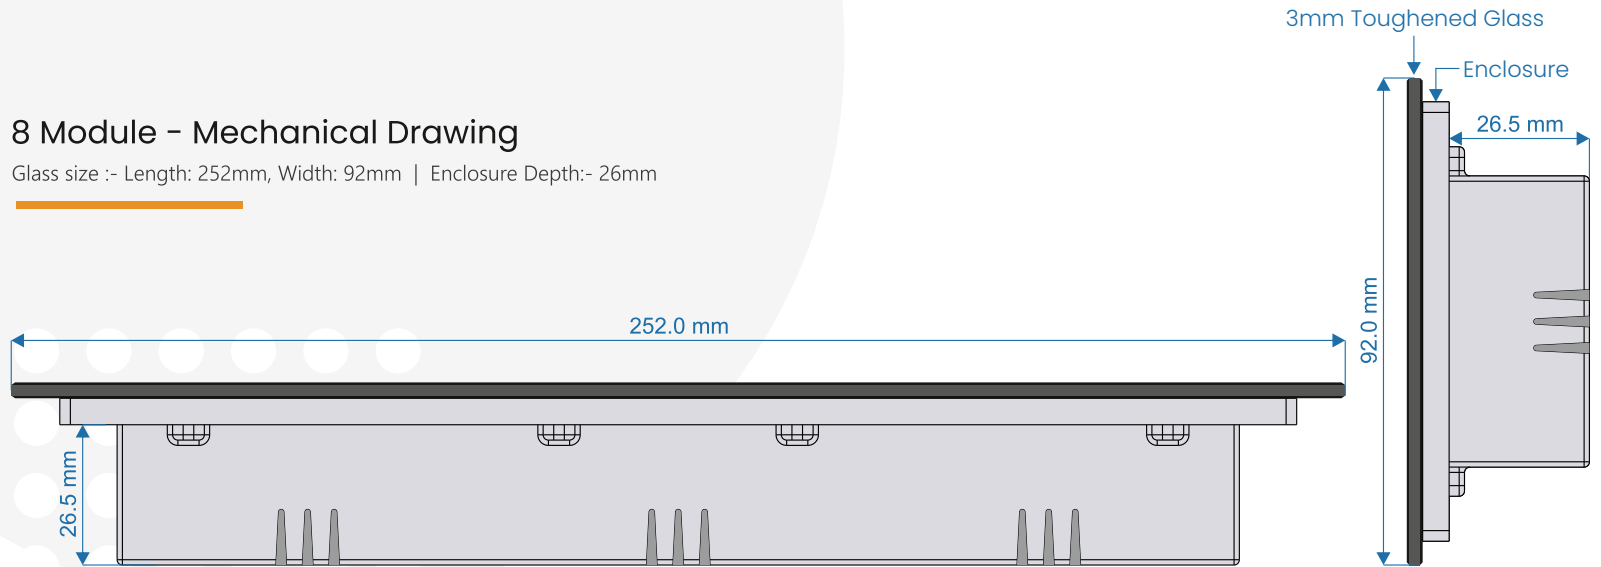 3mm Toughened Glass
Enclosure
8 Module - Mechanical Drawing
26.5 mm
Glass size :- Length: 252mm, Width: 92mm | Enclosure Depth:- 26mm
252.0 mm
92.0 mm
26.5 mm